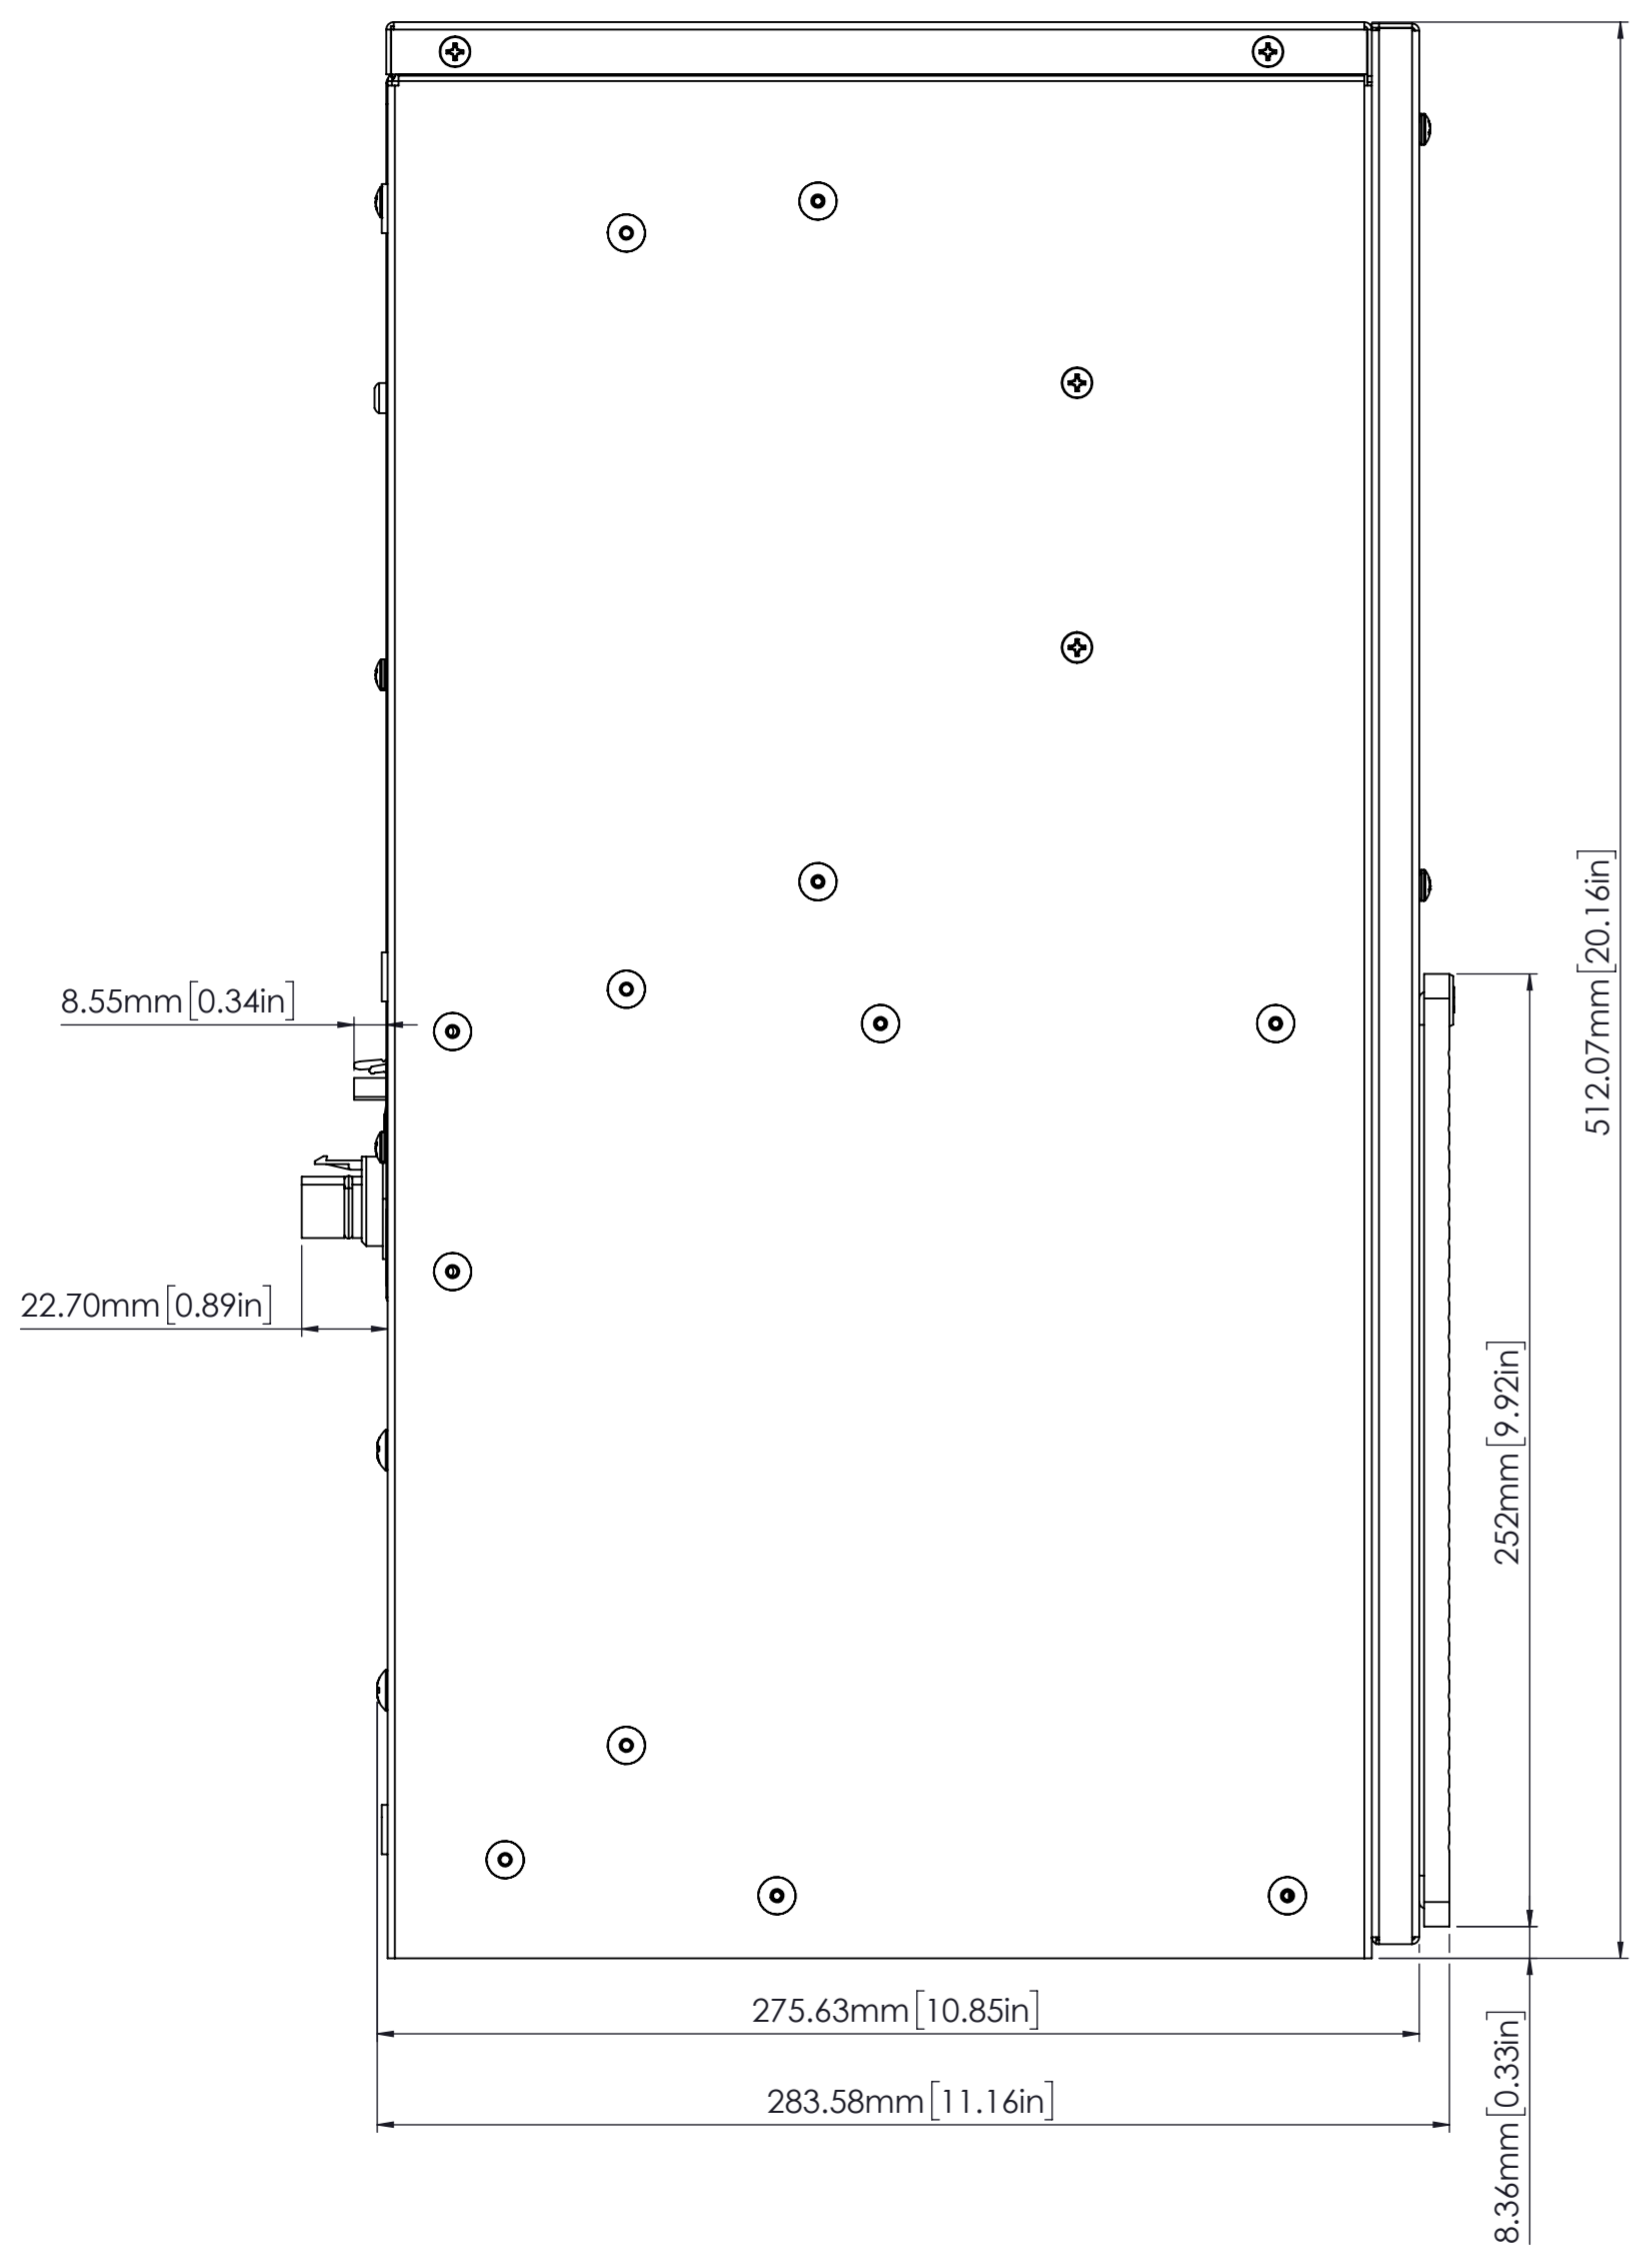 512.07mm[20.16in]
8.55mm[0.34in]
22.70mm[0.89in]
252mm[9.92in]
275.63mm[10.85in]
283.58mm[11.16in]
8.36mm[0.33in]